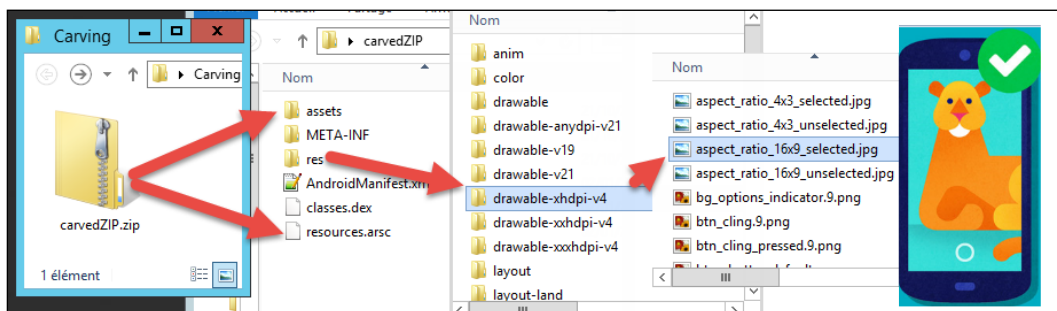 Carving
Carving
carvedZIP.zip
1 élément
carvedZIP
Nom
assets
META-INF
res
AndroidManifest.xm
classes.dex
resources.arsc
Nom
anim
color
drawable
drawable-anydpi-v21
drawable-v19
drawable-v21
drawable-xhdpi-v4
drawable-xxhdpi-v4
drawable-xxxhdpi-v4
layout
layout-land
Nom
aspect_ratio_4x3_selected.jpg
aspect_ratio_4x3_unselected.jpg
aspect_ratio_16x9_selected.jpg
aspect_ratio_16x9_unselected.jpg
bg_options_indicator.9.png
btn_cling.9.png
btn_cling_pressed.9.png